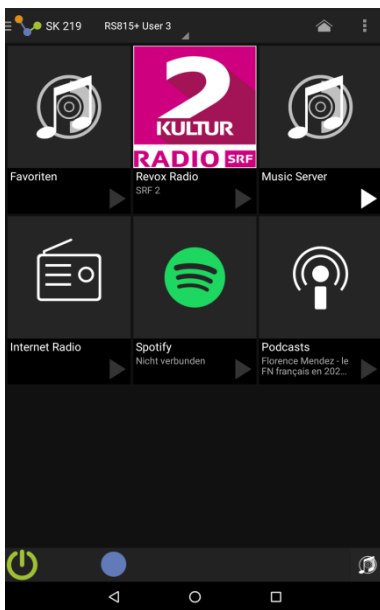 SK 219
RS815+ User 3
2
KULTUR
RADIO SRF
Favoriten
Revox Radio
SRF 2
Music Server
Internet Radio
Spotify
Nicht verbunden
Podcasts
Florence Mendez - le
FN français en 202...